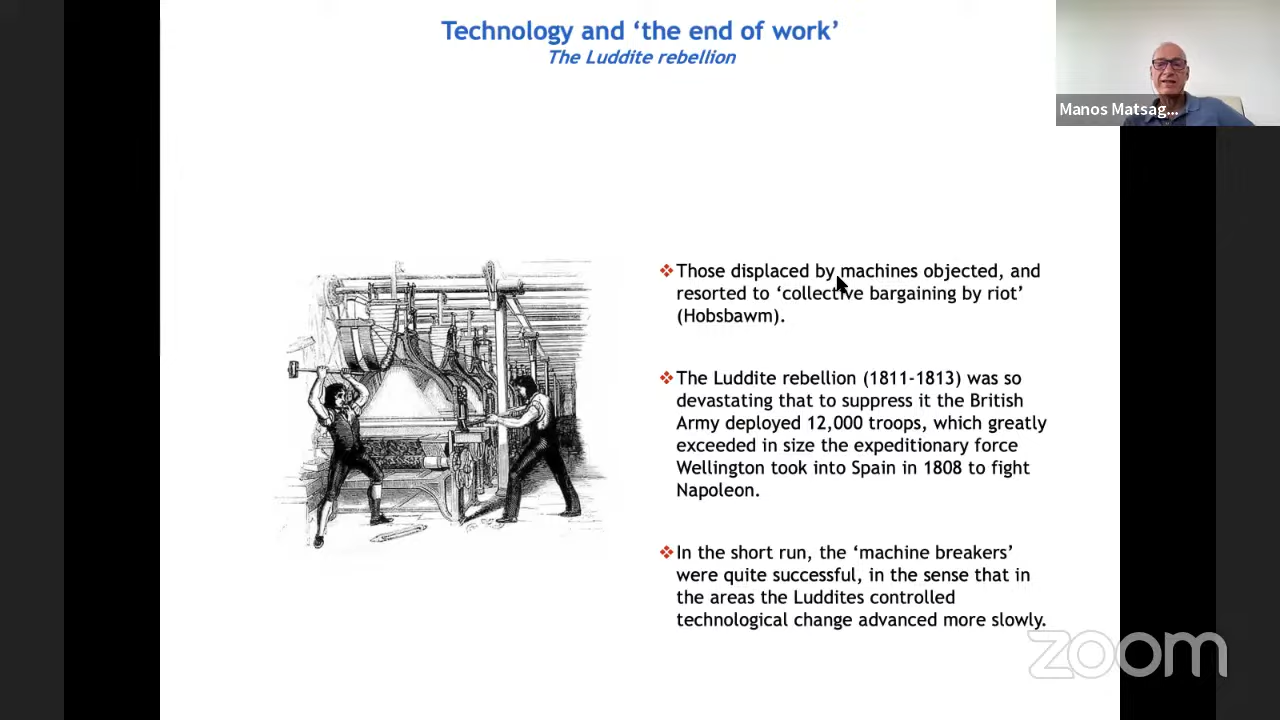 Technology and ‘the end of work’
The Luddite rebellion
Manos Matsag...
❖Those displaced by machines objected, and
resorted to ‘collective bargaining by riot’
(Hobsbawm).
❖The Luddite rebellion (1811-1813) was so
devastating that to suppress it the British
Army deployed 12,000 troops, which greatly
exceeded in size the expeditionary force
Wellington took into Spain in 1808 to fight
Napoleon.
❖In the short run, the ‘machine breakers’
were quite successful, in the sense that in
the areas the Luddites controlled
technological change advanced more slowly.
zoom